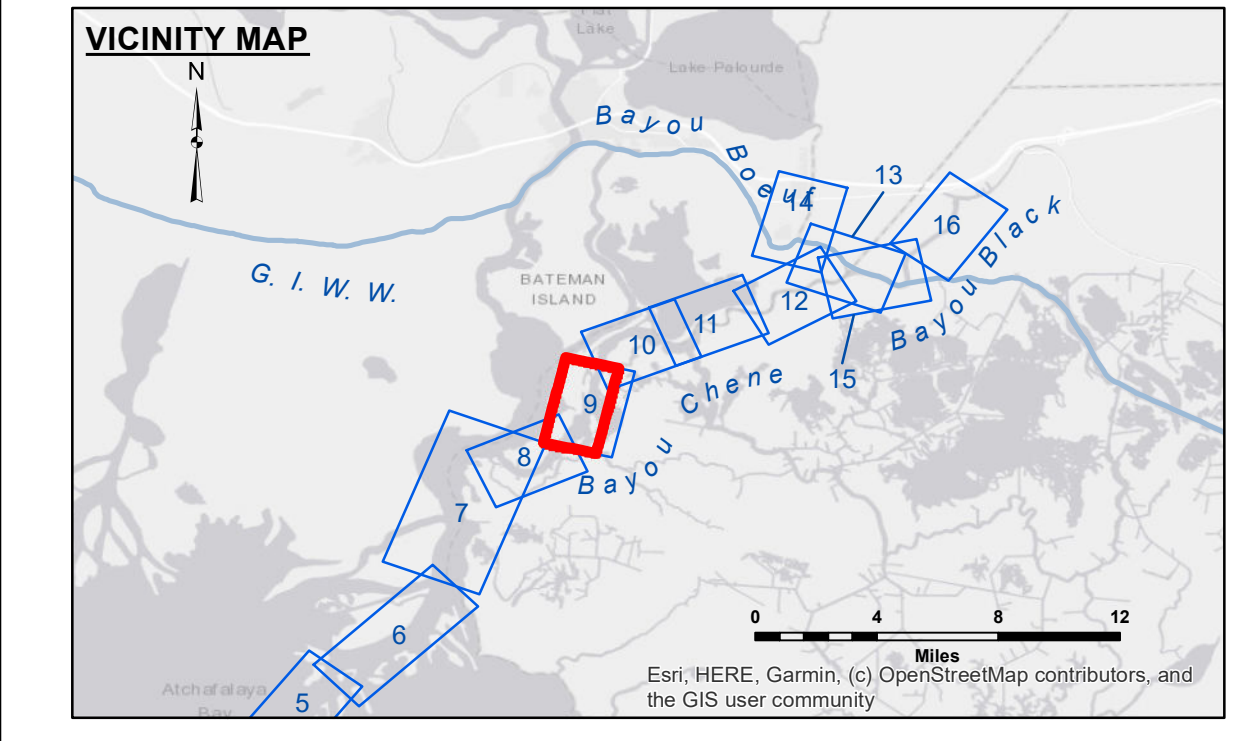 VICINITY MAP
N
Flat
Lake
Lake Palourde
Bayou
Boeuf
13
14
16
Bayou Black
G. I. W. W.
BATEMAN
ISLAND
12
11
10
15
Bayou Chene
9
8
7
6
5
Atchafalaya
Bay
0 4 8 12
Miles
Esri, HERE, Garmin, (c) OpenStreetMap contributors, and
the GIS user community